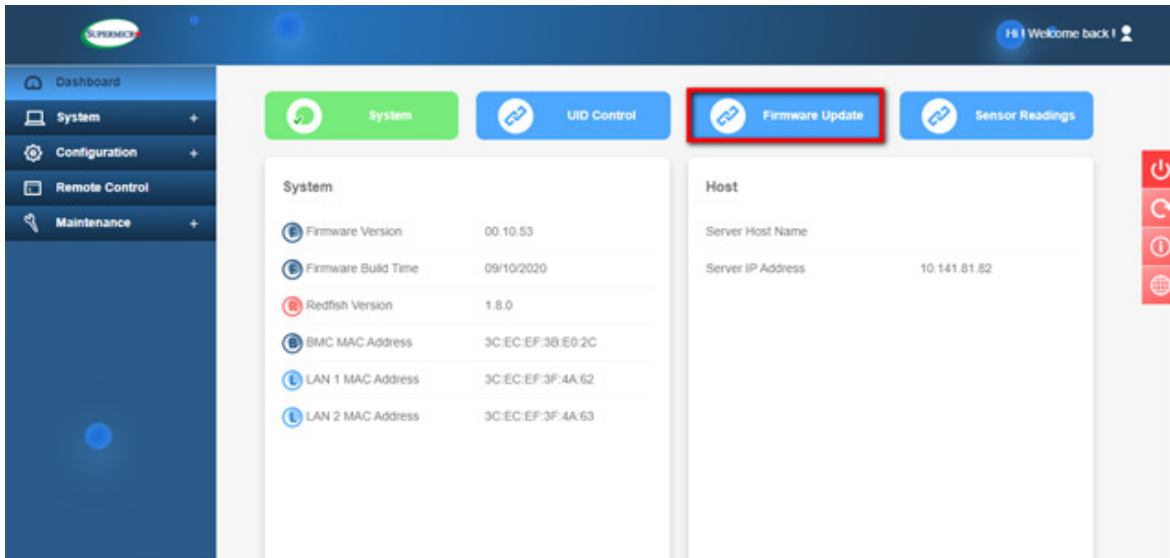 SUPERMICR
Hi ! Welcome back !
Dashboard
System +
Configuration +
Remote Control
Maintenance +
System
UID Control
Firmware Update
Sensor Readings
System
F Firmware Version 00.10.53
F Firmware Build Time 09/10/2020
R Redfish Version 1.8.0
B BMC MAC Address 3C:EC:EF:3B:E0:2C
L LAN 1 MAC Address 3C:EC:EF:3F:4A:62
L LAN 2 MAC Address 3C:EC:EF:3F:4A:63
Host
Server Host Name
Server IP Address 10.141.81.82